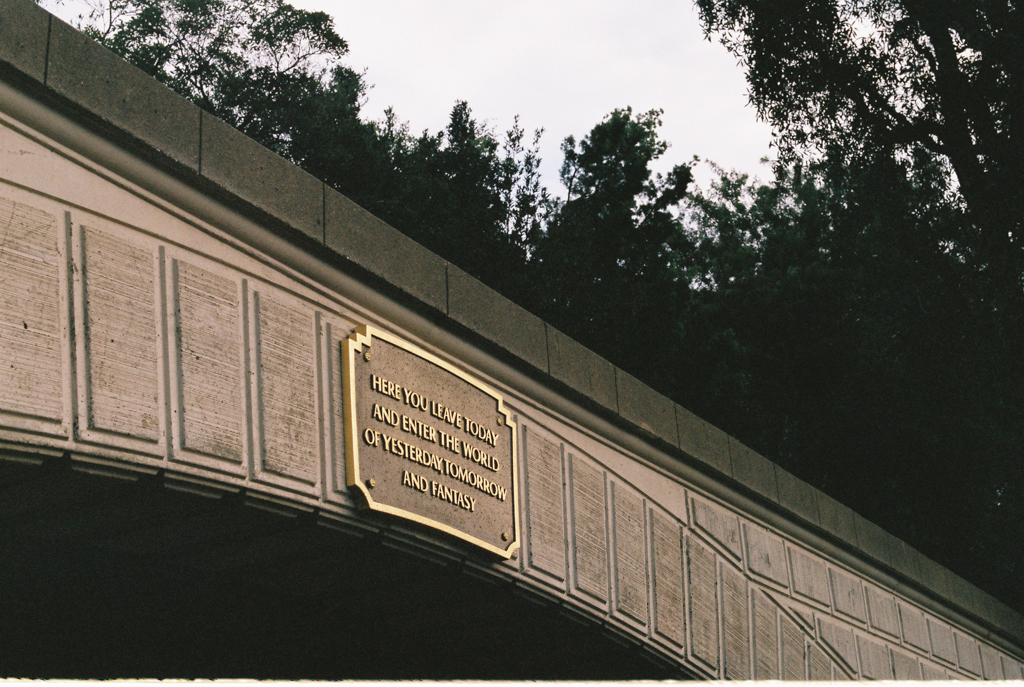 HERE YOU LEAVE TODAY
AND ENTER THE WORLD
OF YESTERDAY, TOMORROW
AND FANTASY